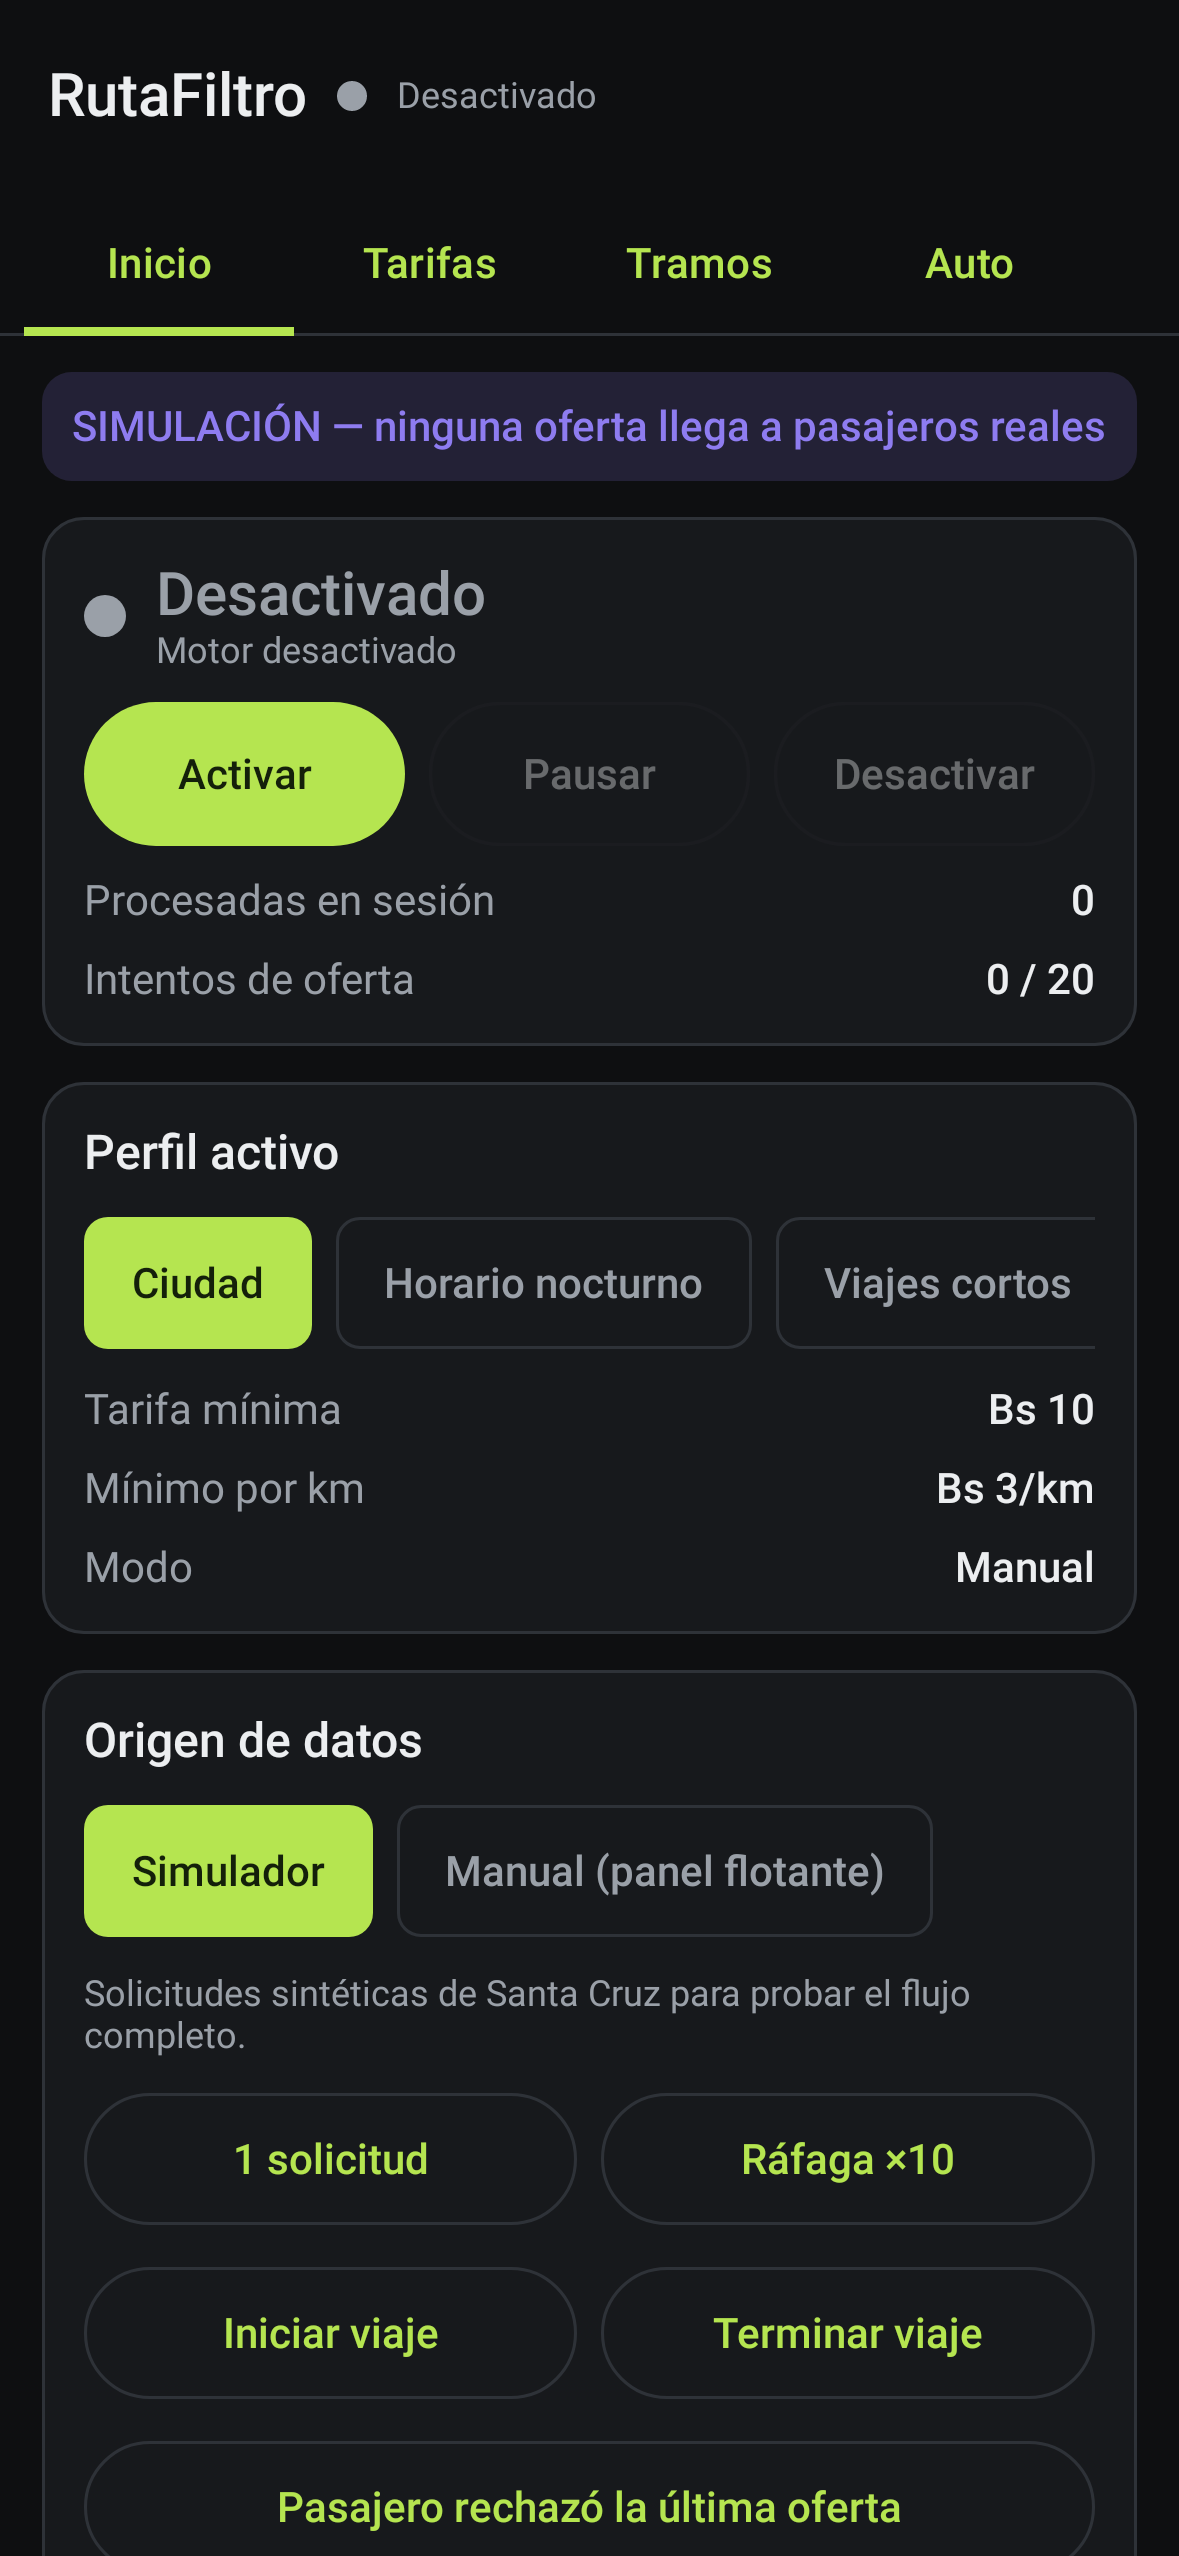 RutaFiltro Desactivado
Inicio Tarifas Tramos Auto
SIMULACIÓN — ninguna oferta llega a pasajeros reales
Desactivado
Motor desactivado
Activar Pausar Desactivar
Procesadas en sesión 0
Intentos de oferta 0 / 20
Perfil activo
Ciudad Horario nocturno Viajes cortos
Tarifa mínima Bs 10
Mínimo por km Bs 3/km
Modo Manual
Origen de datos
Simulador Manual (panel flotante)
Solicitudes sintéticas de Santa Cruz para probar el flujo
completo.
1 solicitud Ráfaga ×10
Iniciar viaje Terminar viaje
Pasajero rechazó la última oferta